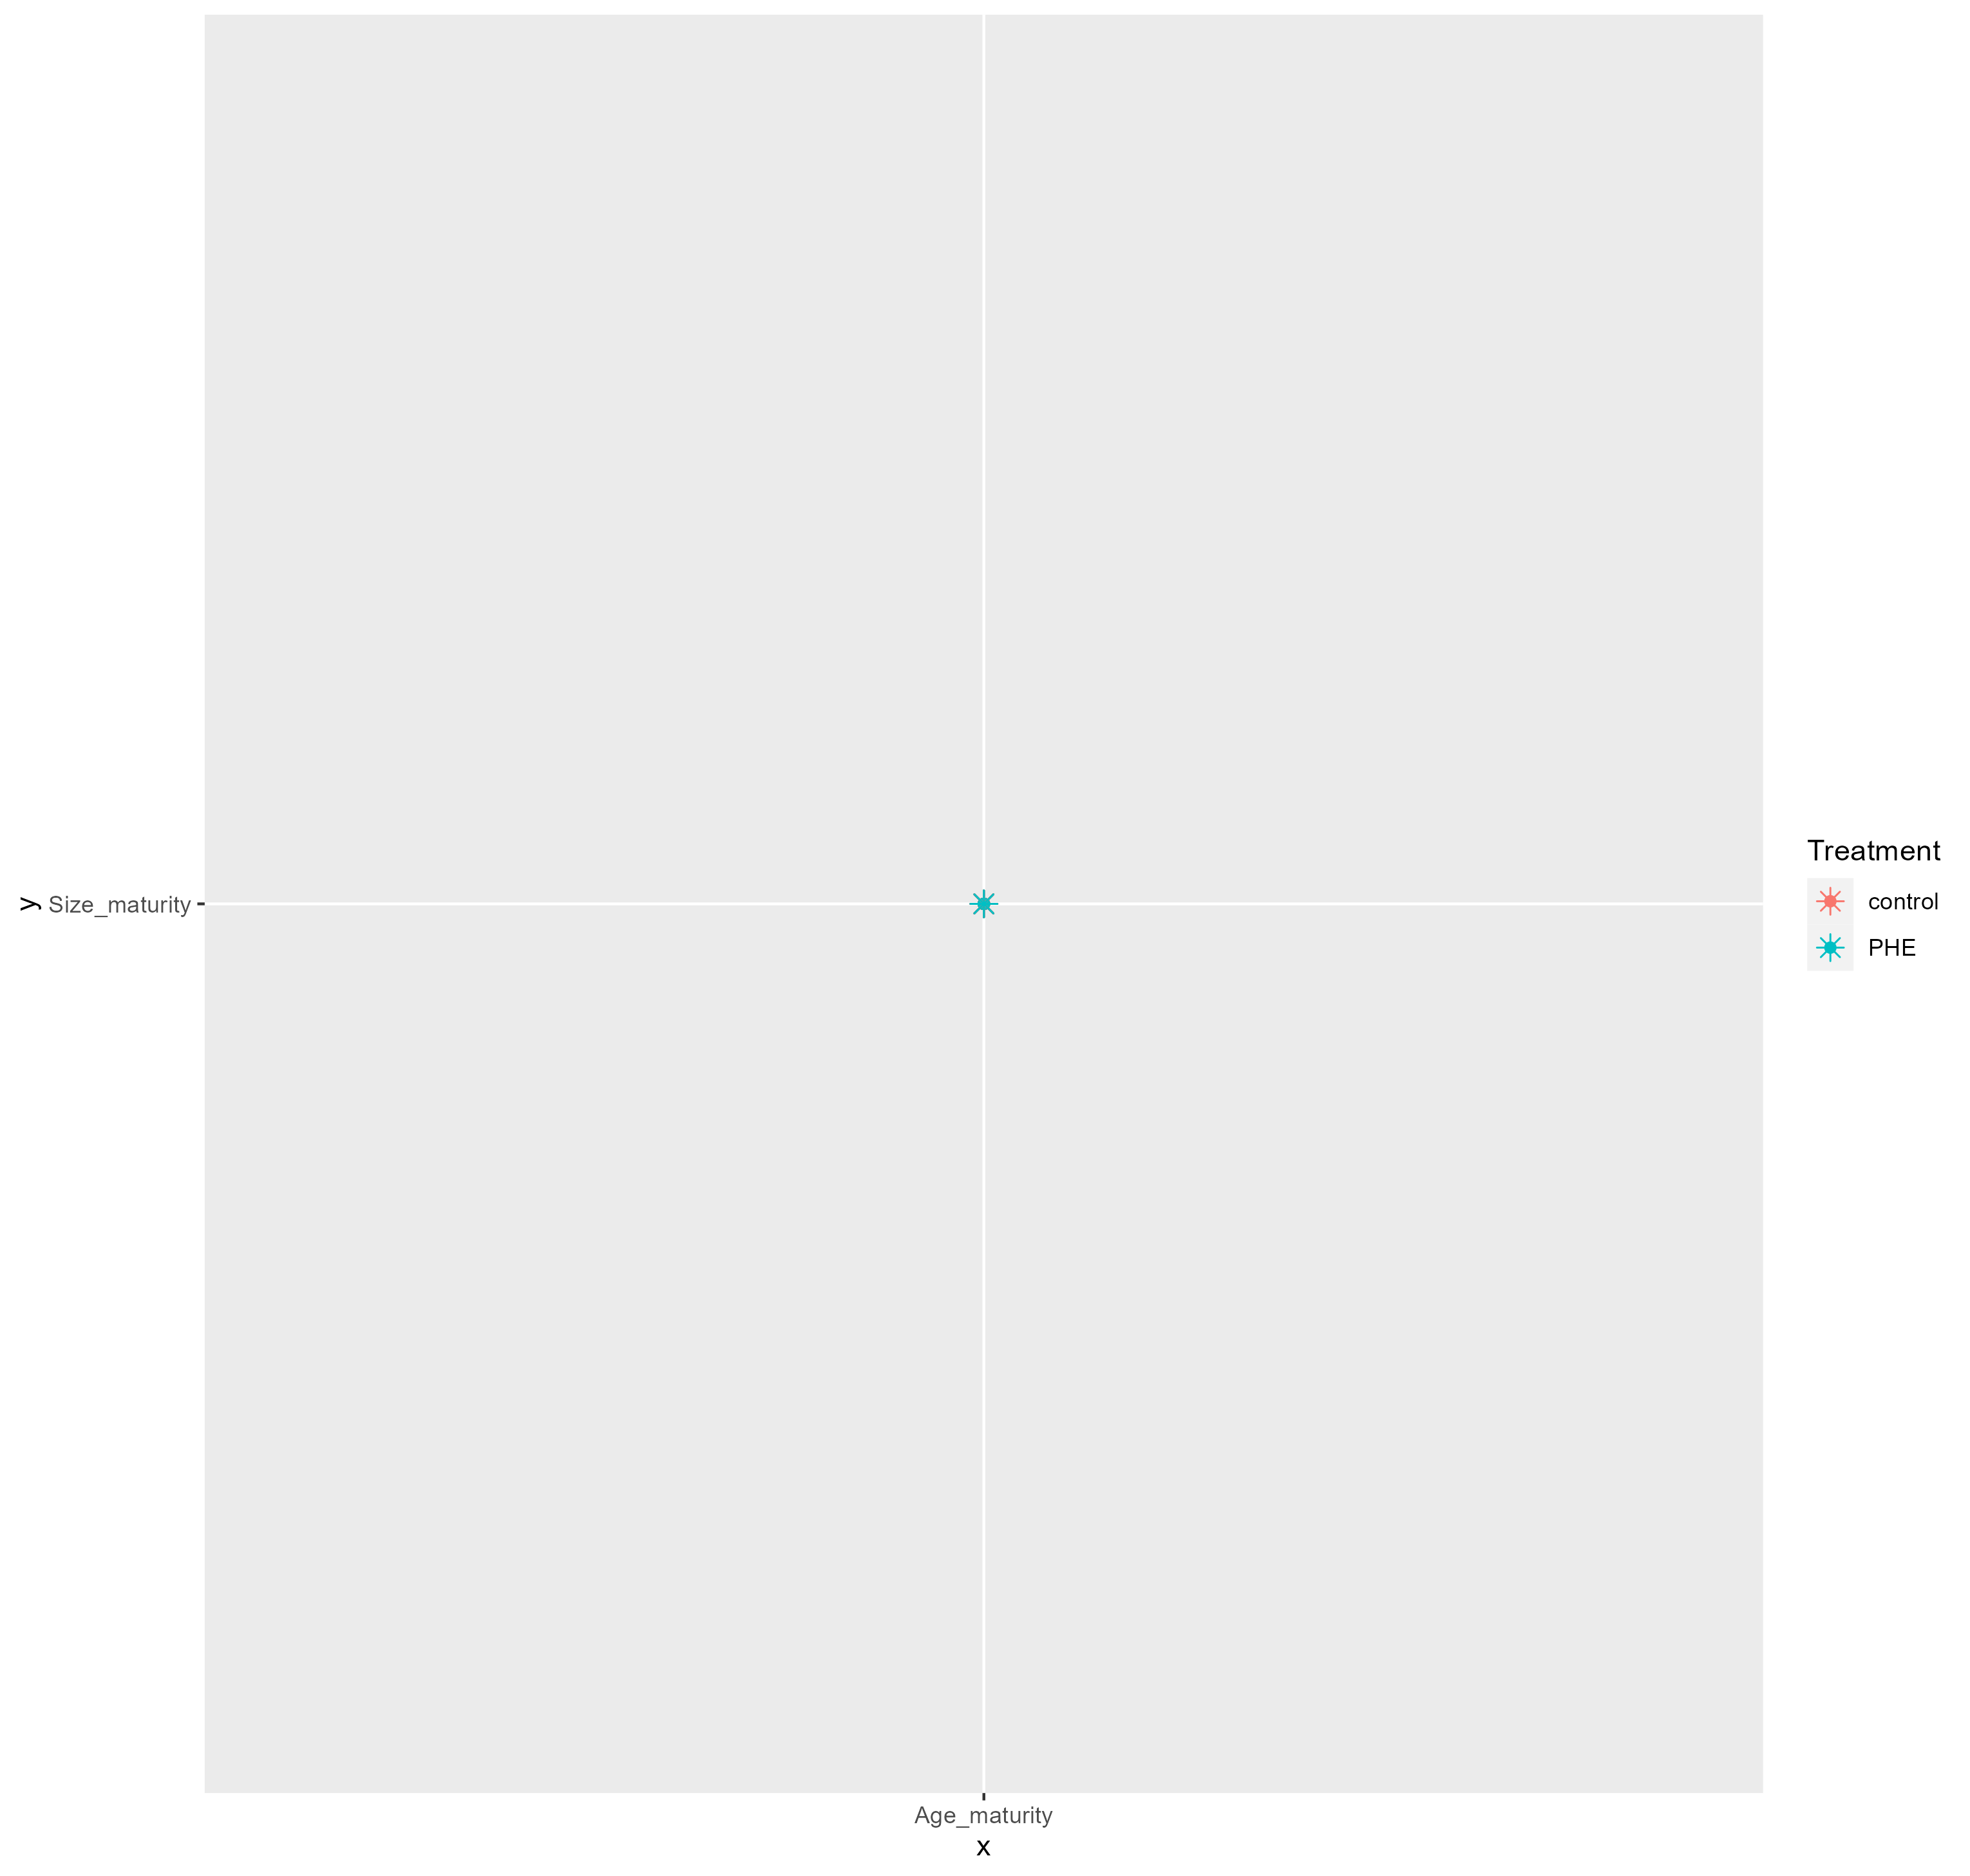 y
Size_maturity
Age_maturity
x
Treatment
control
PHE